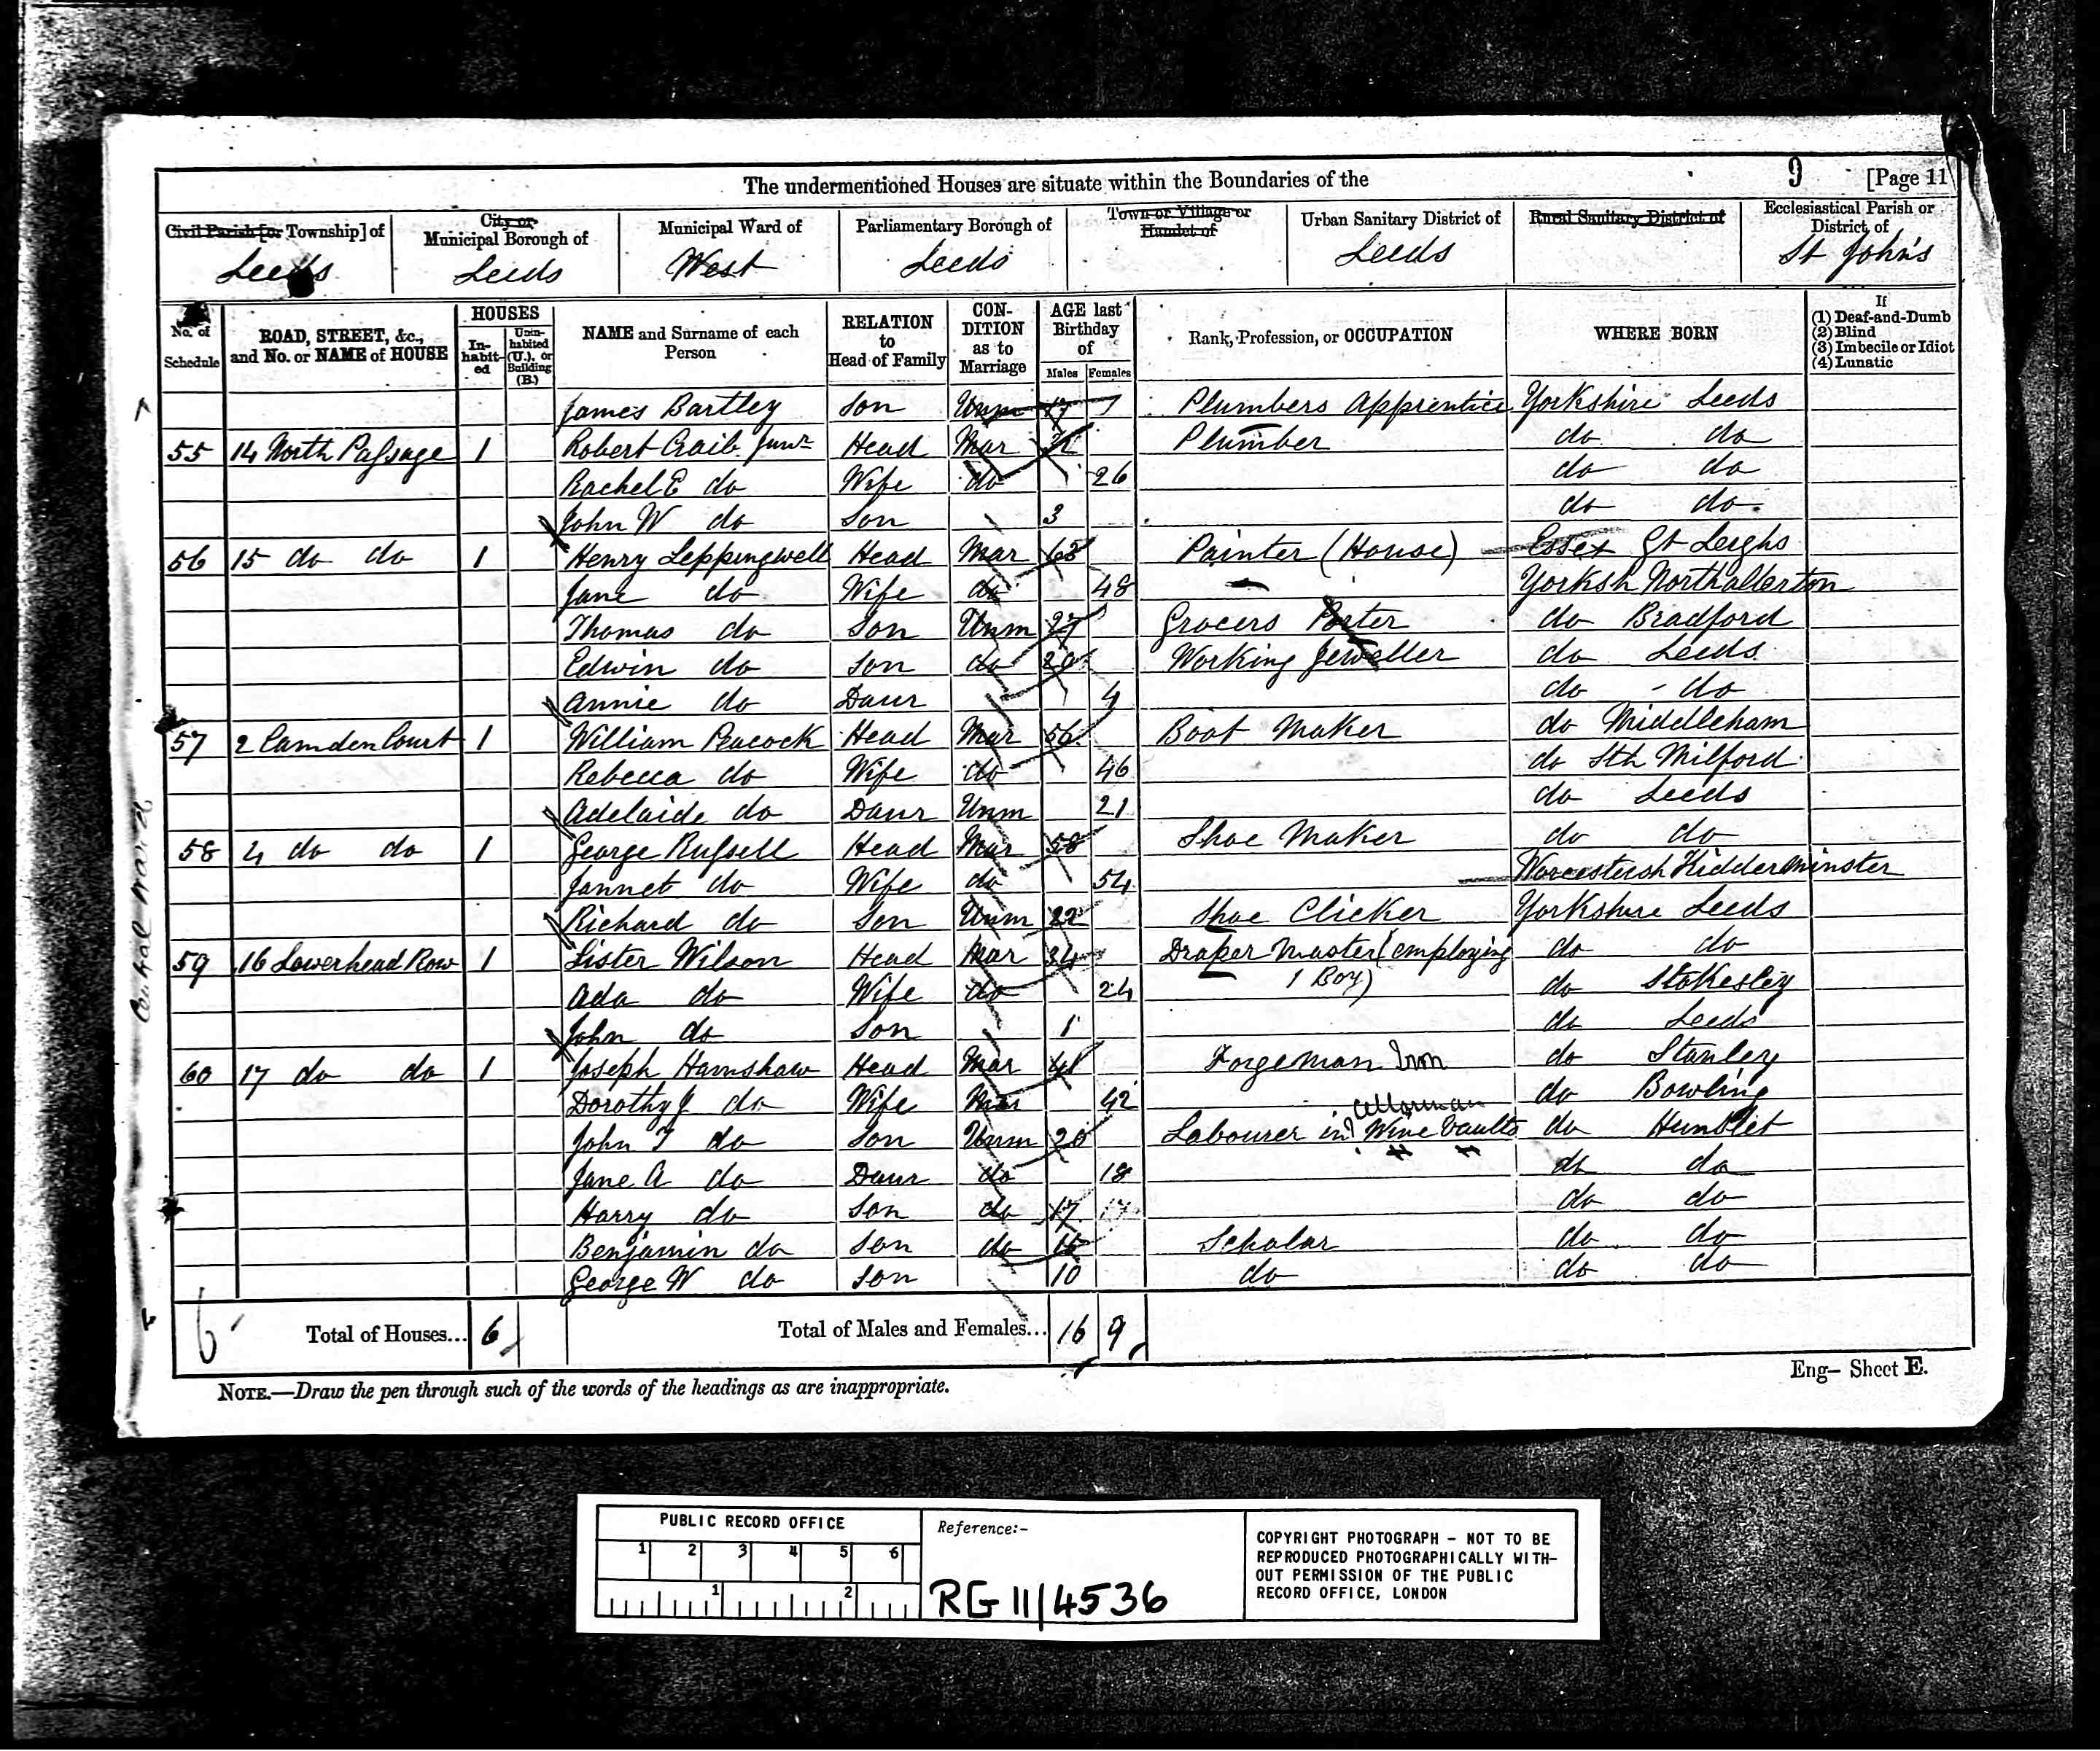 The undermentioned Houses are situate within the Boundaries of the 9 [Page 11
Civil Parish [or Township] of City or Municipal Borough of Municipal Ward of Parliamentary Borough of Town or Village or Hamlet of Urban Sanitary District of Rural Sanitary District of Ecclesiastical Parish or District of
Leeds Leeds West Leeds Leeds St John's
No. of Schedule ROAD, STREET, &c., and No. or NAME of HOUSE HOUSES Inhabited Uninhabited (U.), or Building (B.) NAME and Surname of each Person RELATION to Head of Family CONDITION as to Marriage AGE last Birthday of Males Females Rank, Profession, or OCCUPATION WHERE BORN If (1) Deaf-and-Dumb (2) Blind (3) Imbecile or Idiot (4) Lunatic
James Bartley Son Unm 17 Plumbers Apprentice Yorkshire Leeds
55 14 North Passage 1 Robert Craib Junr Head Mar Plumber do do
Rachel E do Wife do 26 do do
John W do Son 3 do do
56 15 do do 1 Henry Leppingwell Head Mar 68 Painter (House) Essex Gt Leighs
Jane do Wife do 48 Yorksh Northallerton
Thomas do Son Unm 27 Grocers Porter do Bradford
Edwin do Son do 20 Working Jeweller do Leeds
Annie do Daur 4 do do
57 2 Camden Court 1 William Peacock Head Mar 56 Boot Maker do Middleham
Rebecca do Wife do 46 do Sth Milford
Adelaide do Daur Unm 21 do Leeds
58 4 do do 1 George Russell Head Mar 58 Shoe Maker do do
Jannet do Wife do 54 Worcestersh Kidderminster
Richard do Son Unm 22 Shoe Clicker Yorkshire Leeds
59 16 Lowerhead Row 1 Lister Wilson Head Mar 34 Draper Master (employing do do
Ada do Wife do 24 1 Boy) do Stokesley
John do Son 1 do Leeds
60 17 do do 1 Joseph Hamshaw Head Mar 41 Forgeman Iron do Stanley
Dorothy J do Wife Mar 42 do Bowling
Cellarman
John T do Son Unm 20 Labourer in Wine Vaults do Hunslet
Jane A do Daur do 18 do do
Harry do Son do 17 17 do do
Benjamin do Son do 15 Scholar do do
George W do Son 10 do do do
6 Total of Houses... 6 Total of Males and Females... 16 9
Eng– Sheet E.
NOTE.—Draw the pen through such of the words of the headings as are inappropriate.
Central Ward
PUBLIC RECORD OFFICE
1 2 3 4 5 6
1 2
Reference:-
RG 11/4536
COPYRIGHT PHOTOGRAPH – NOT TO BE
REPRODUCED PHOTOGRAPHICALLY WITH-
OUT PERMISSION OF THE PUBLIC
RECORD OFFICE, LONDON